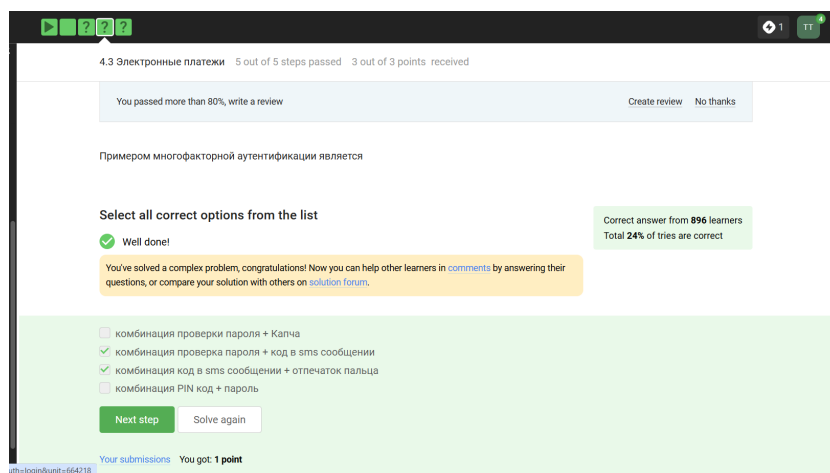 ? ? ?
1 TT 4
4.3 Электронные платежи 5 out of 5 steps passed 3 out of 3 points received
You passed more than 80%, write a review Create review No thanks
Примером многофакторной аутентификации является
Select all correct options from the list
Correct answer from 896 learners
Total 24% of tries are correct
Well done!
You've solved a complex problem, congratulations! Now you can help other learners in comments by answering their
questions, or compare your solution with others on solution forum.
комбинация проверки пароля + Капча
комбинация проверка пароля + код в sms сообщении
комбинация код в sms сообщении + отпечаток пальца
комбинация PIN код + пароль
Next step Solve again
Your submissions You got: 1 point
uth=login&unit=664218